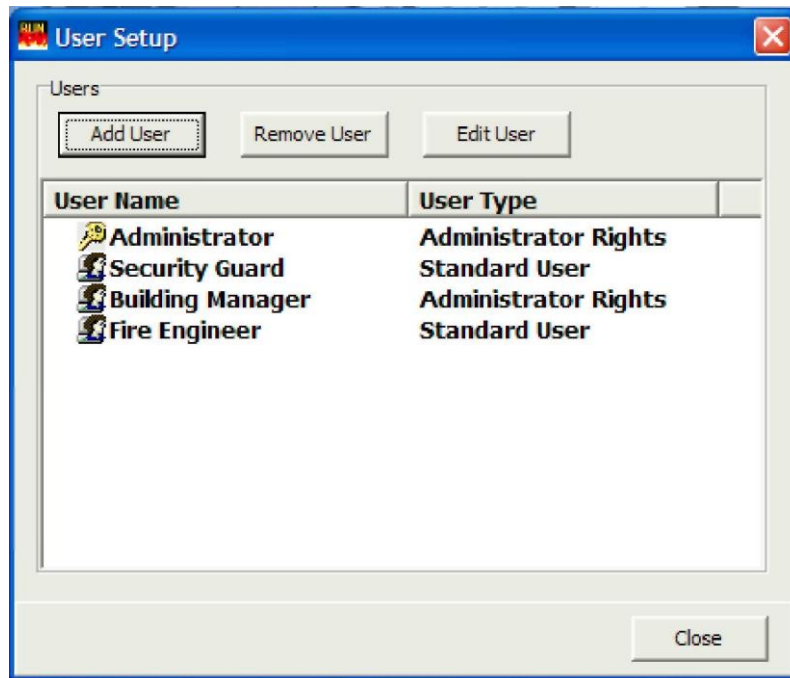 RUN
User Setup
Users
Add User Remove User Edit User
User Name User Type
Administrator Administrator Rights
Security Guard Standard User
Building Manager Administrator Rights
Fire Engineer Standard User
Close